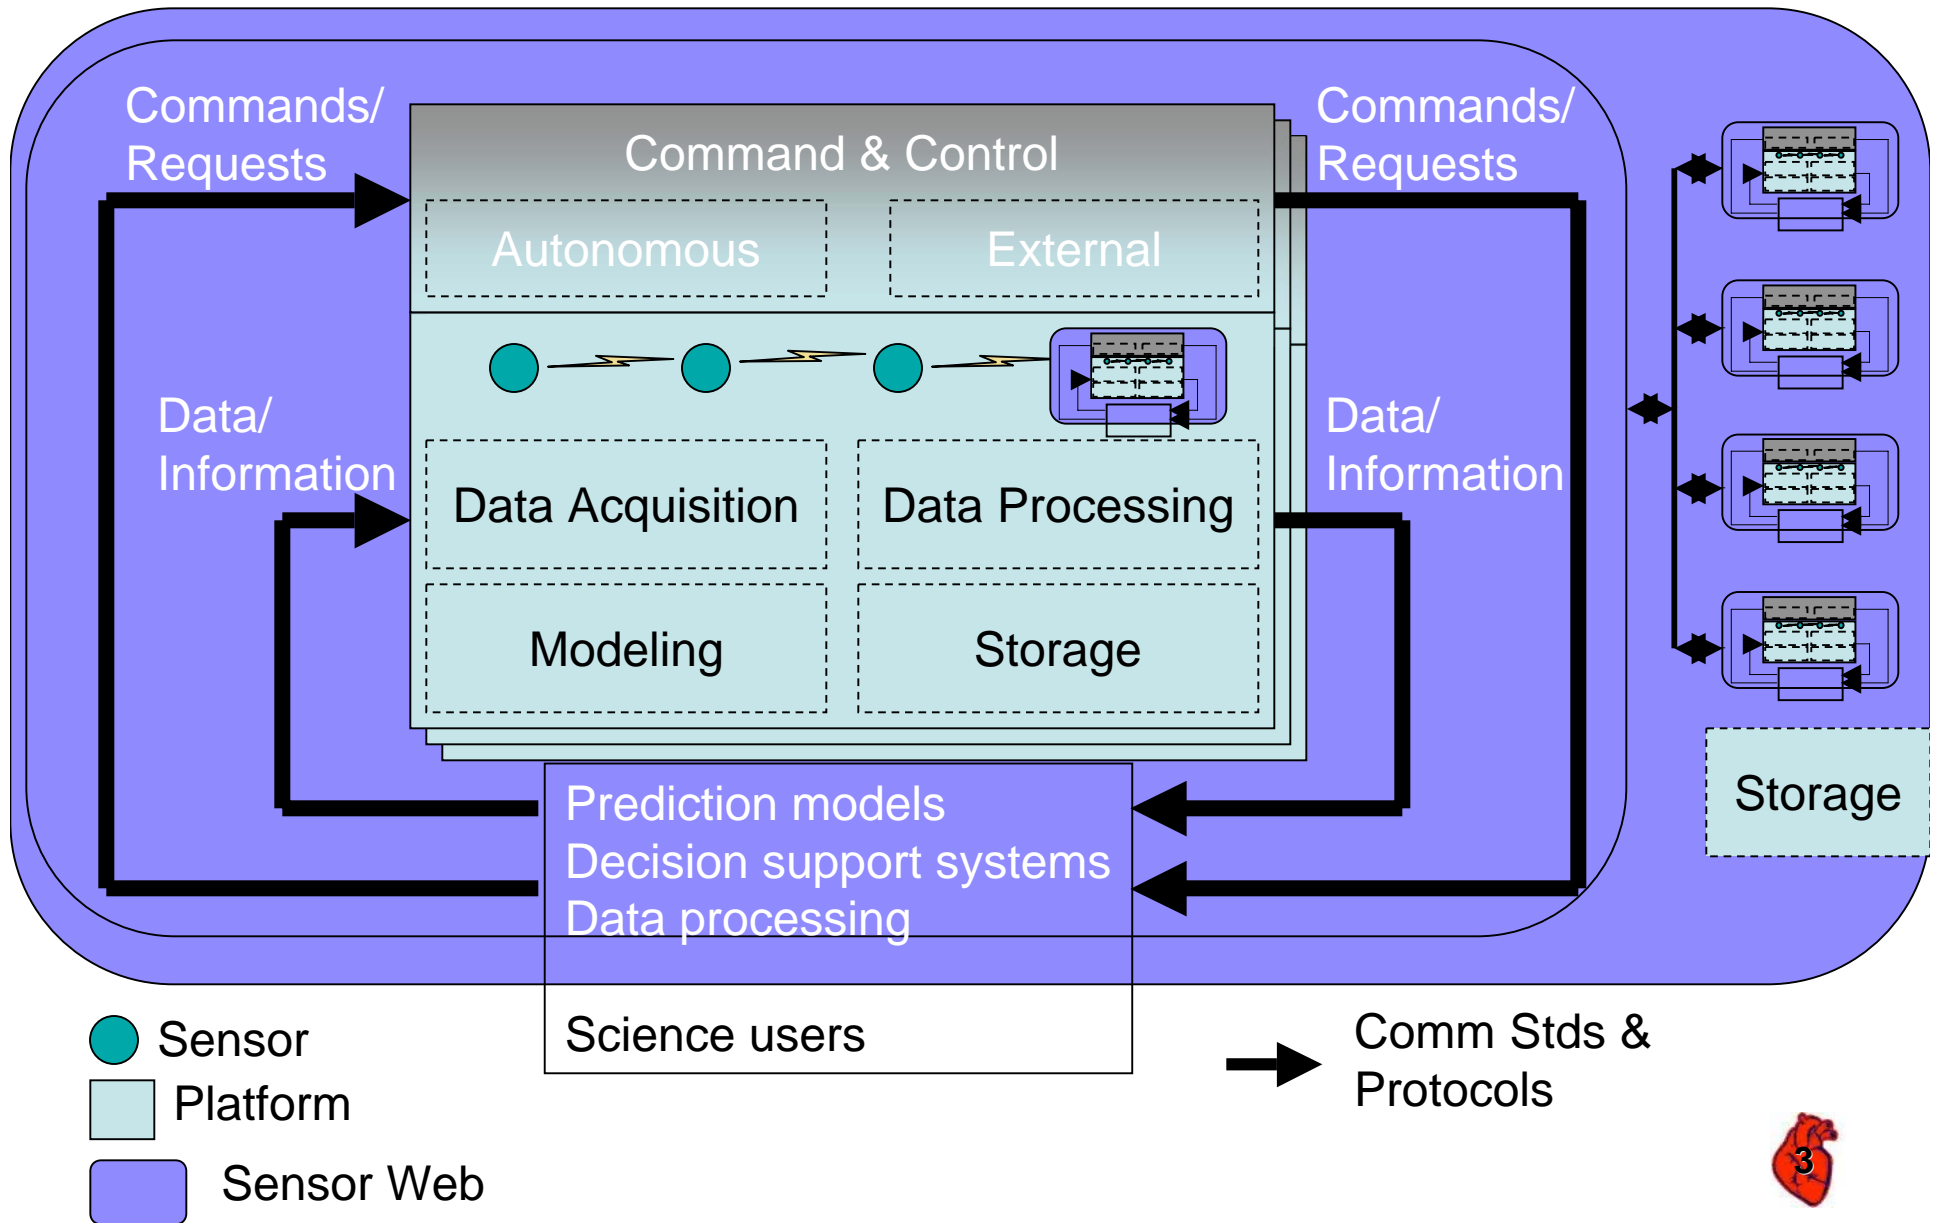 Commands/
Requests
Command & Control
Commands/
Requests
Autonomous
External
Data/
Information
Data/
Information
Data Acquisition
Data Processing
Modeling
Storage
Storage
Prediction models
Decision support systems
Data processing
Science users
Sensor
Platform
Sensor Web
Comm Stds &
Protocols
3